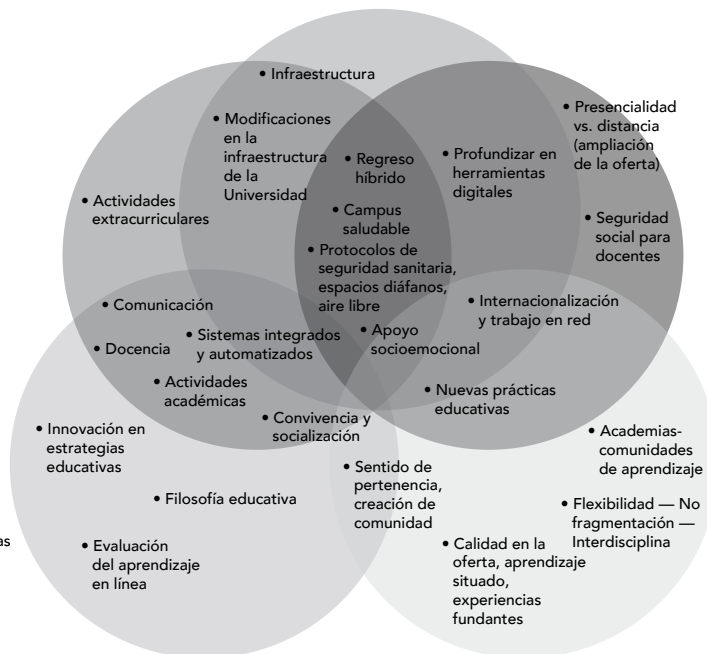 • Infraestructura
• Modificaciones
en la
infraestructura
de la
Universidad
• Regreso
híbrido
• Profundizar en
herramientas
digitales
• Presencialidad
vs. distancia
(ampliación
de la oferta)
• Actividades
extracurriculares
• Campus
saludable
• Seguridad
social para
docentes
• Protocolos de
seguridad sanitaria,
espacios diáfanos,
aire libre
• Comunicación
• Internacionalización
y trabajo en red
• Docencia
• Sistemas integrados
y automatizados
• Apoyo
socioemocional
• Actividades
académicas
• Nuevas prácticas
educativas
• Convivencia y
socialización
• Innovación en
estrategias
educativas
• Academias-
comunidades
de aprendizaje
• Sentido de
pertenencia,
creación de
comunidad
• Filosofía educativa
• Flexibilidad — No
fragmentación —
Interdisciplina
as
• Evaluación
del aprendizaje
en línea
• Calidad en la
oferta, aprendizaje
situado,
experiencias
fundantes